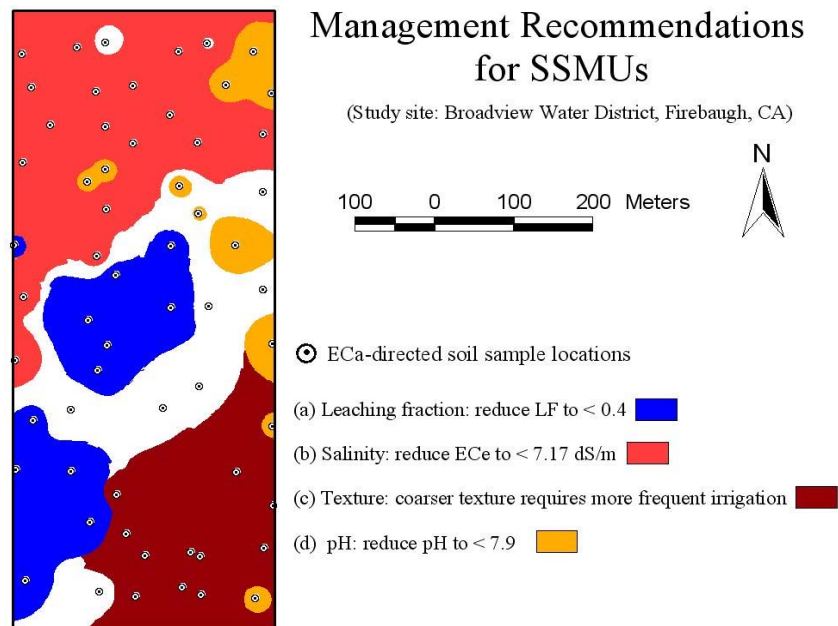 Management Recommendations
for SSMUs
(Study site: Broadview Water District, Firebaugh, CA)
N
100 0 100 200 Meters
ECa-directed soil sample locations
(a) Leaching fraction: reduce LF to < 0.4
(b) Salinity: reduce ECe to < 7.17 dS/m
(c) Texture: coarser texture requires more frequent irrigation
(d) pH: reduce pH to < 7.9